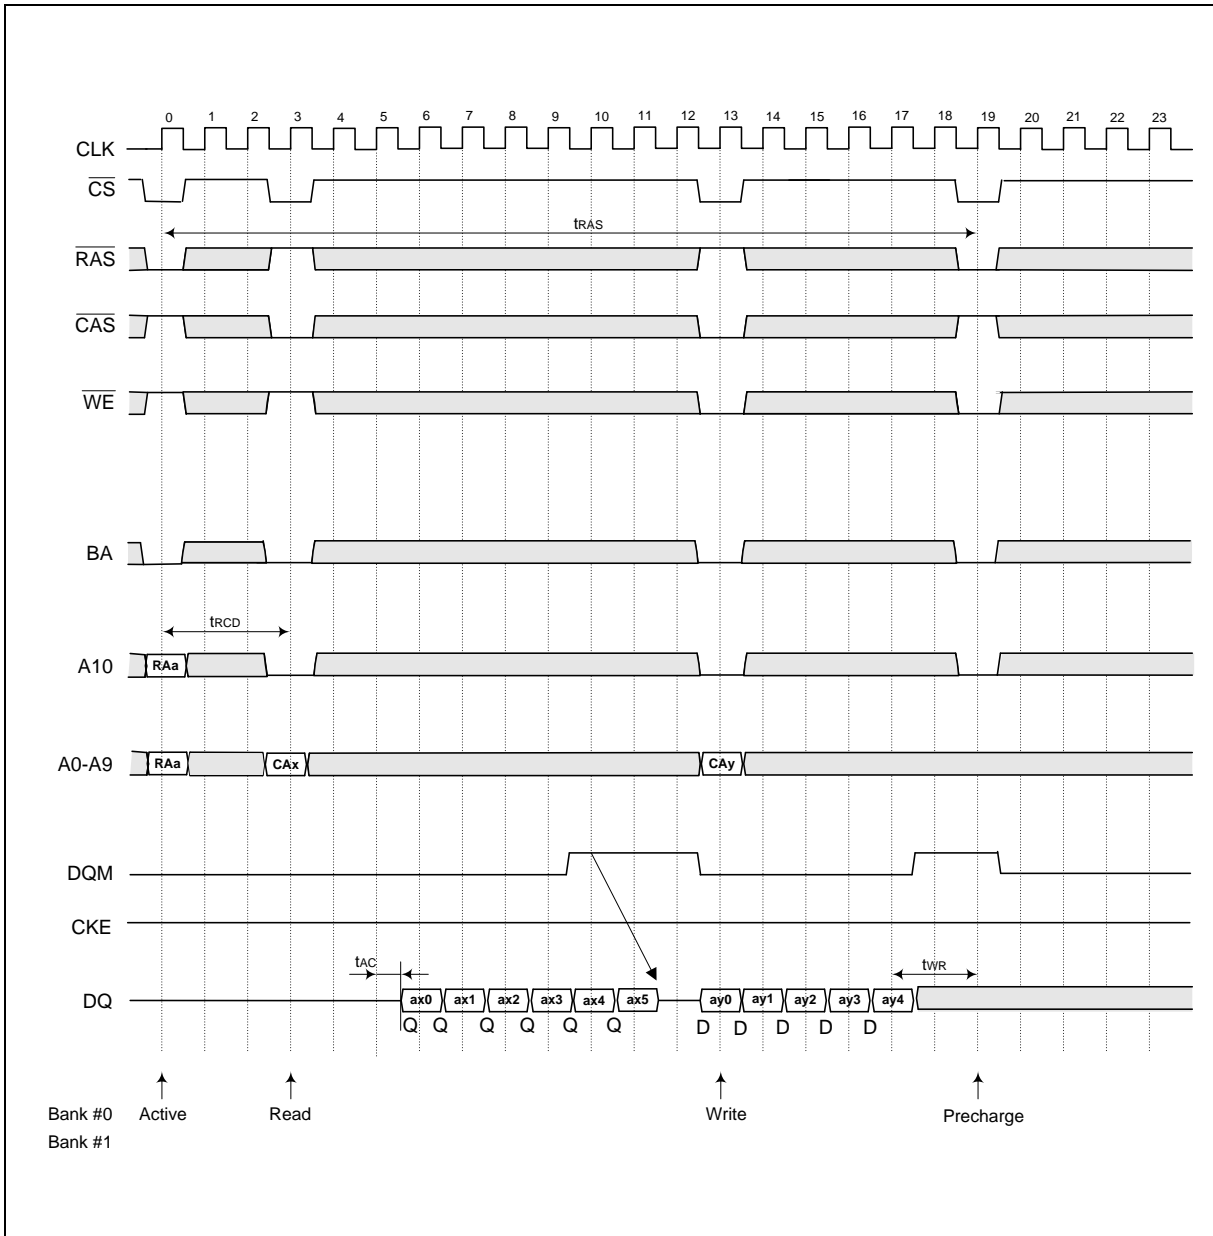 0 1 2 3 4 5 6 7 8 9 10 11 12 13 14 15 16 17 18 19 20 21 22 23
CLK
CS
tRAS
RAS
CAS
WE
BA
tRCD
A10 RAa
A0-A9 RAa CAx CAy
DQM
CKE
tAC tWR
DQ ax0 ax1 ax2 ax3 ax4 ax5 ay0 ay1 ay2 ay3 ay4
Q Q Q Q Q Q D D D D D
Bank #0 Active Read Write Precharge
Bank #1